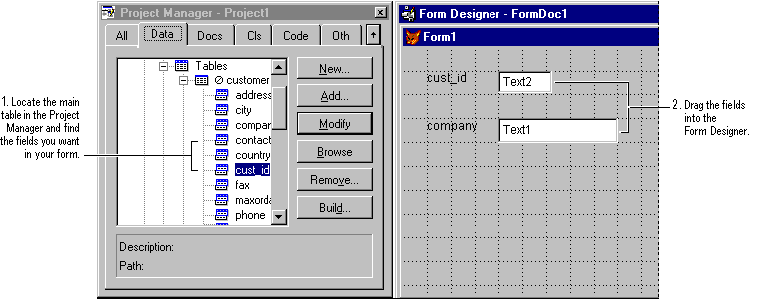 Project Manager - Project1
All Data Docs Cls Code Oth
Tables
customer
address
city
compan
contact
country
cust_id
fax
maxorda
phone
New...
Add...
Modify
Browse
Remove...
Build...
Description:
Path:
1. Locate the main
table in the Project
Manager and find
the fields you want
in your form.
Form Designer - FormDoc1
Form1
cust_id Text2
company Text1
2. Drag the fields
into the
Form Designer.